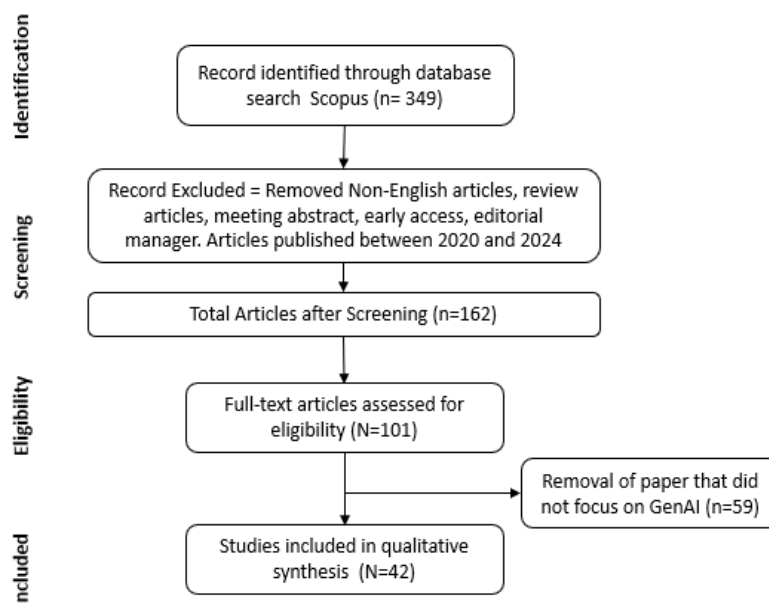 Identification
Record identified through database
search Scopus (n= 349)
Screening
Record Excluded = Removed Non-English articles, review
articles, meeting abstract, early access, editorial
manager. Articles published between 2020 and 2024
Total Articles after Screening (n=162)
Eligibility
Full-text articles assessed for
eligibility (N=101)
Removal of paper that did
not focus on GenAI (n=59)
ncluded
Studies included in qualitative
synthesis (N=42)